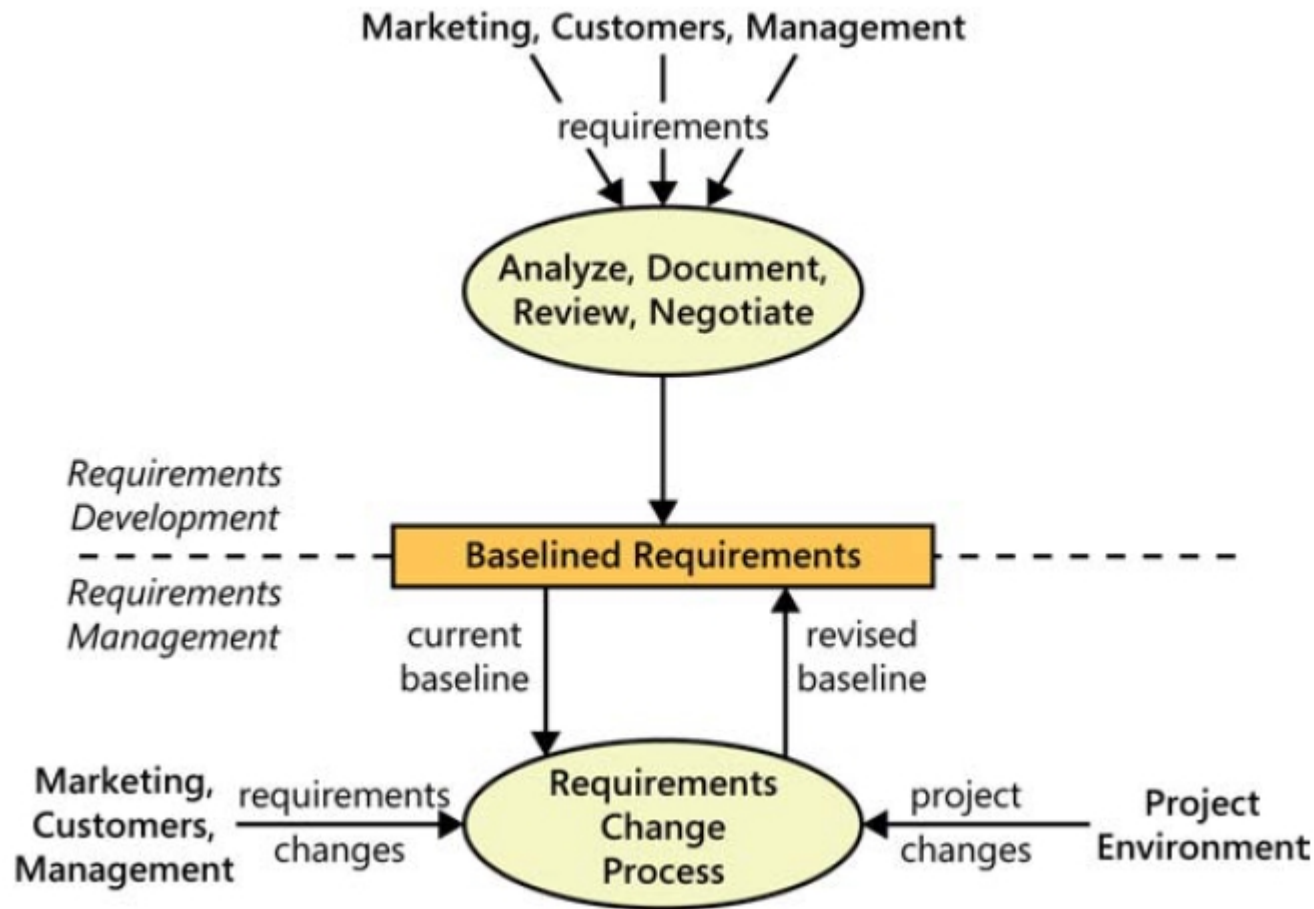 Marketing, Customers, Management
requirements
Analyze, Document,
Review, Negotiate
Requirements
Development
Baselined Requirements
Requirements
Management
current
baseline
revised
baseline
Marketing,
Customers,
Management
requirements
changes
Requirements
Change
Process
project
changes
Project
Environment